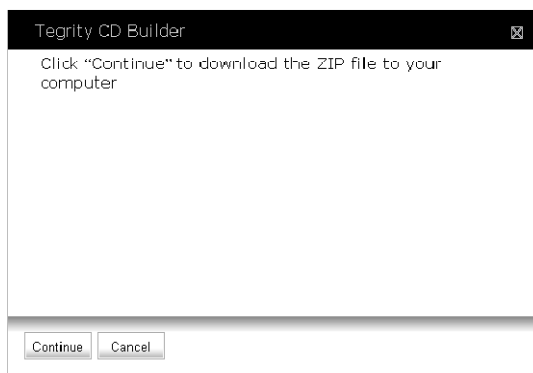 Tegrity CD Builder
Click “Continue” to download the ZIP file to your
computer
Continue Cancel